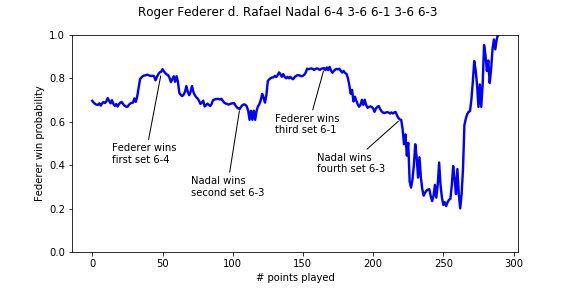 Roger Federer d. Rafael Nadal 6-4 3-6 6-1 3-6 6-3
1.0
0.8
0.6
0.4
0.2
0.0
Federer win probability
Federer wins
first set 6-4
Nadal wins
second set 6-3
Federer wins
third set 6-1
Nadal wins
fourth set 6-3
0
50
100
150
200
250
300
# points played